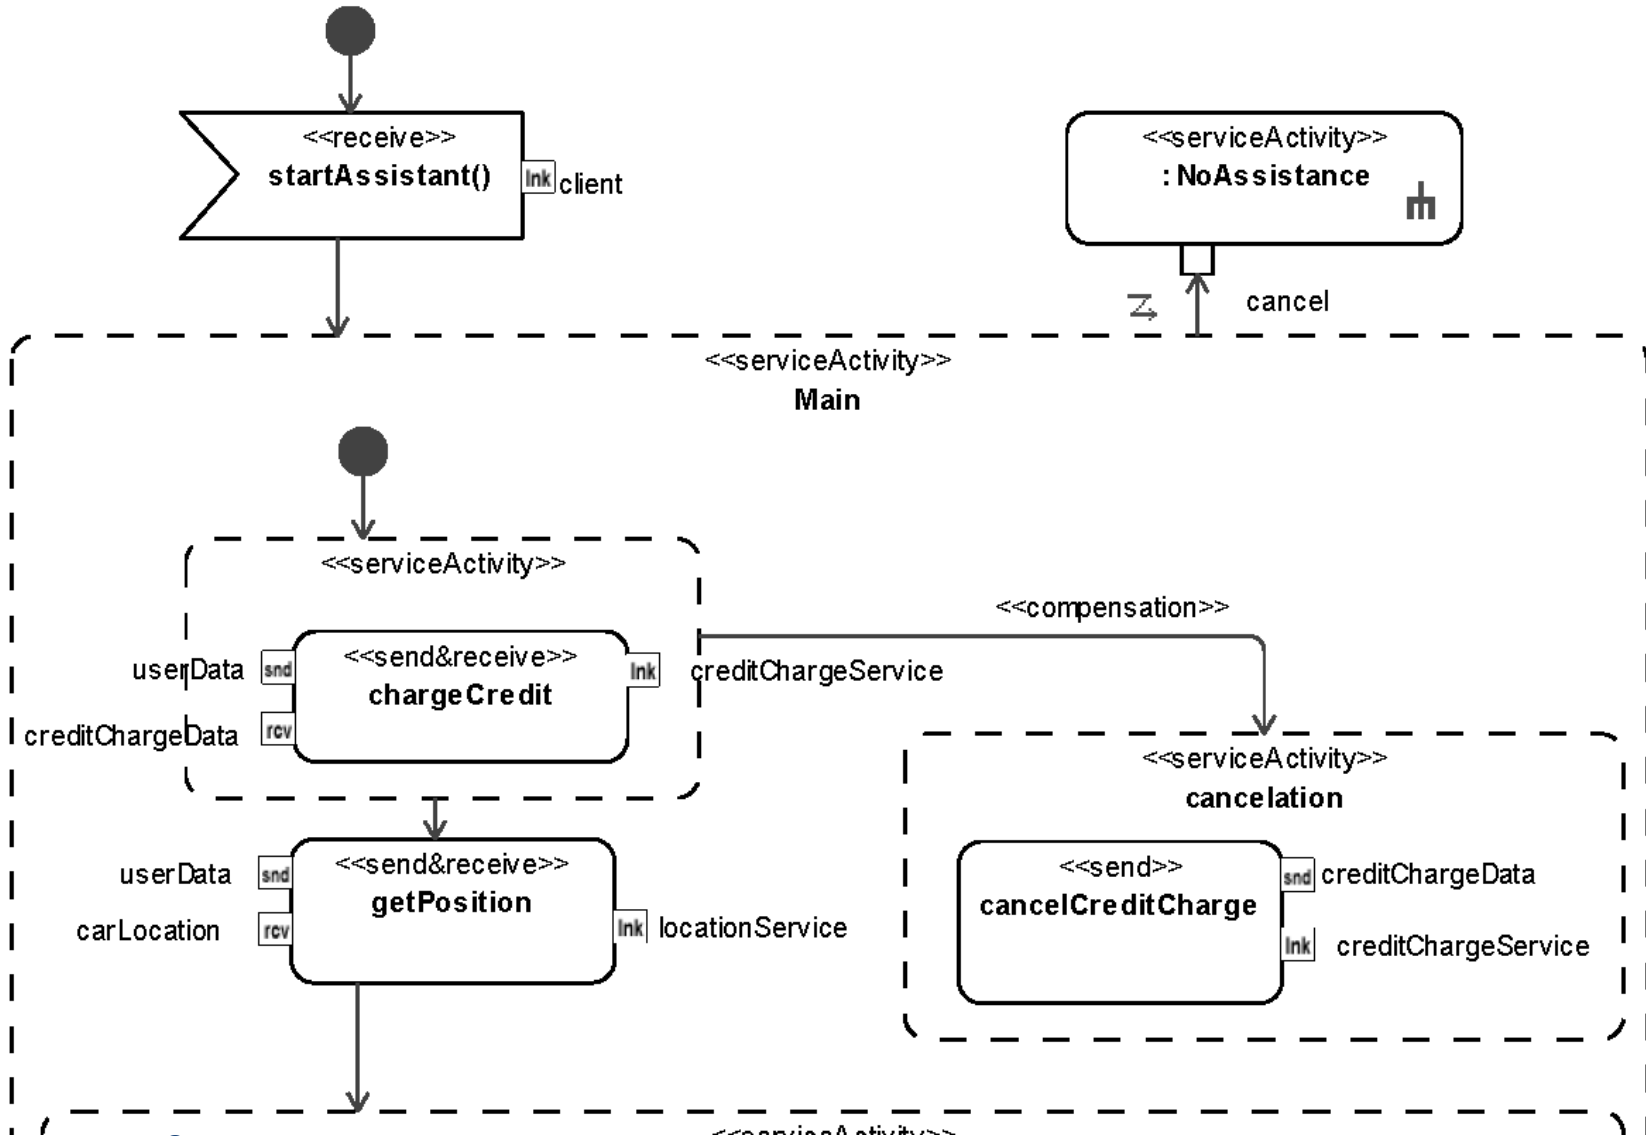 <<receive>>
startAssistant()
lnk client
<<serviceActivity>>
: NoAssistance
cancel
<<serviceActivity>>
Main
<<serviceActivity>>
<<compensation>>
userData snd
<<send&receive>>
chargeCredit
lnk creditChargeService
creditChargeData rcv
<<serviceActivity>>
cancelation
userData snd
<<send&receive>>
getPosition
carLocation rcv
lnk locationService
<<send>>
cancelCreditCharge
snd creditChargeData
lnk creditChargeService
<<serviceActivity>>